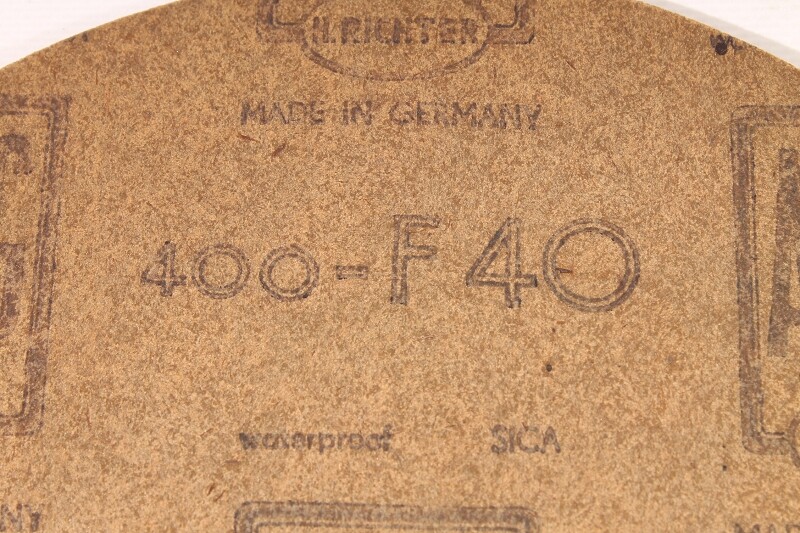 H.RICHTER
MADE IN GERMANY
400-F40
waterproof SICA